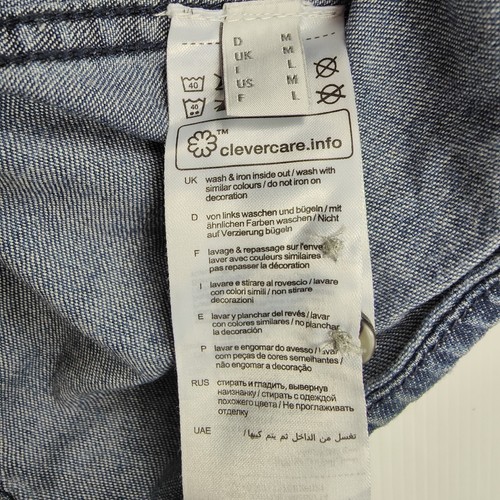 D M
UK M
I L
US M
F L
40
40
TM
clevercare.info
UK wash & iron inside out / wash with
similar colours / do not iron on
decoration
D von links waschen und bügeln / mit
ähnlichen Farben waschen / Nicht
auf Verzierung bügeln
F lavage & repassage sur l'enve
laver avec couleurs similaires
pas repasser la décoration
I lavare e stirare al rovescio / lavare
con colori simili / non stirare
decorazioni
E lavar y planchar del revés / lavar
con colores similares / no planchar
la decoración
P lavar e engomar do avesso / lavar
com peças de cores semelhantes /
não engomar a decoração
RUS стирать и гладить, вывернув
наизнанку / стирать с одеждой
похожего цвета / Не проглаживать
отделку
UAE تغسل من الداخل ثم يتم كيها /